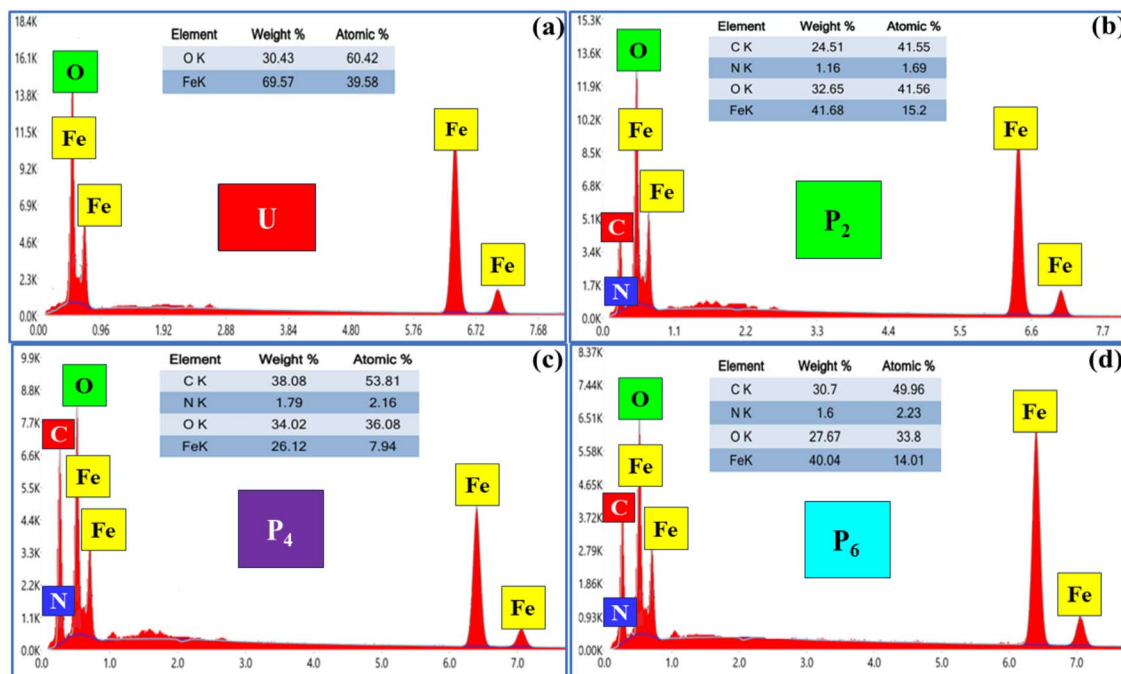 (a)
18.4K
16.1K
13.8K
11.5K
9.2K
6.9K
4.6K
2.3K
0.0K
Element Weight % Atomic %
O K 30.43 60.42
FeK 69.57 39.58
O
Fe
Fe
U
Fe
Fe
0.00 0.96 1.92 2.88 3.84 4.80 5.76 6.72 7.68
(b)
15.3K
13.6K
11.9K
10.2K
8.5K
6.8K
5.1K
3.4K
1.7K
0.0K
Element Weight % Atomic %
C K 24.51 41.55
N K 1.16 1.69
O K 32.65 41.56
FeK 41.68 15.2
O
Fe
Fe
C
N
P₂
Fe
Fe
0.0 1.1 2.2 3.3 4.4 5.5 6.6 7.7
(c)
9.9K
8.8K
7.7K
6.6K
5.5K
4.4K
3.3K
2.2K
1.1K
0.0K
Element Weight % Atomic %
C K 38.08 53.81
N K 1.79 2.16
O K 34.02 36.08
FeK 26.12 7.94
O
C
Fe
Fe
N
P₄
Fe
Fe
0.0 1.0 2.0 3.0 4.0 5.0 6.0 7.0
(d)
8.37K
7.44K
6.51K
5.58K
4.65K
3.72K
2.79K
1.86K
0.93K
0.00K
Element Weight % Atomic %
C K 30.7 49.96
N K 1.6 2.23
O K 27.67 33.8
FeK 40.04 14.01
O
Fe
C
Fe
N
P₆
Fe
Fe
0.0 1.0 2.0 3.0 4.0 5.0 6.0 7.0